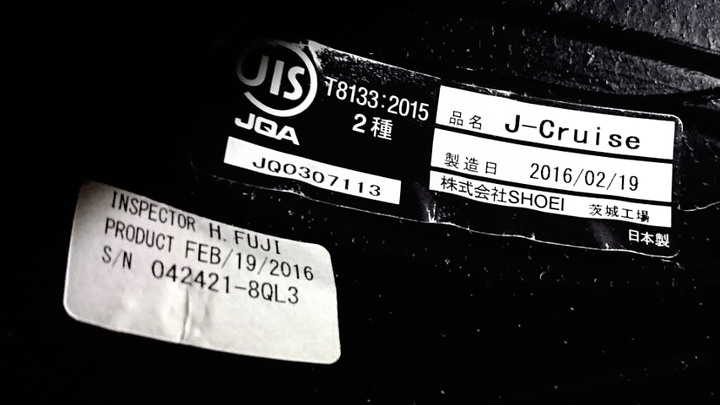 JIS
T8133:2015
2種
JQA
JQ0307113
品名 J-Cruise
製造日 2016/02/19
株式会社SHOEI 茨城工場
日本製
INSPECTOR H. FUJI
PRODUCT FEB/19/2016
S/N 042421-8QL3